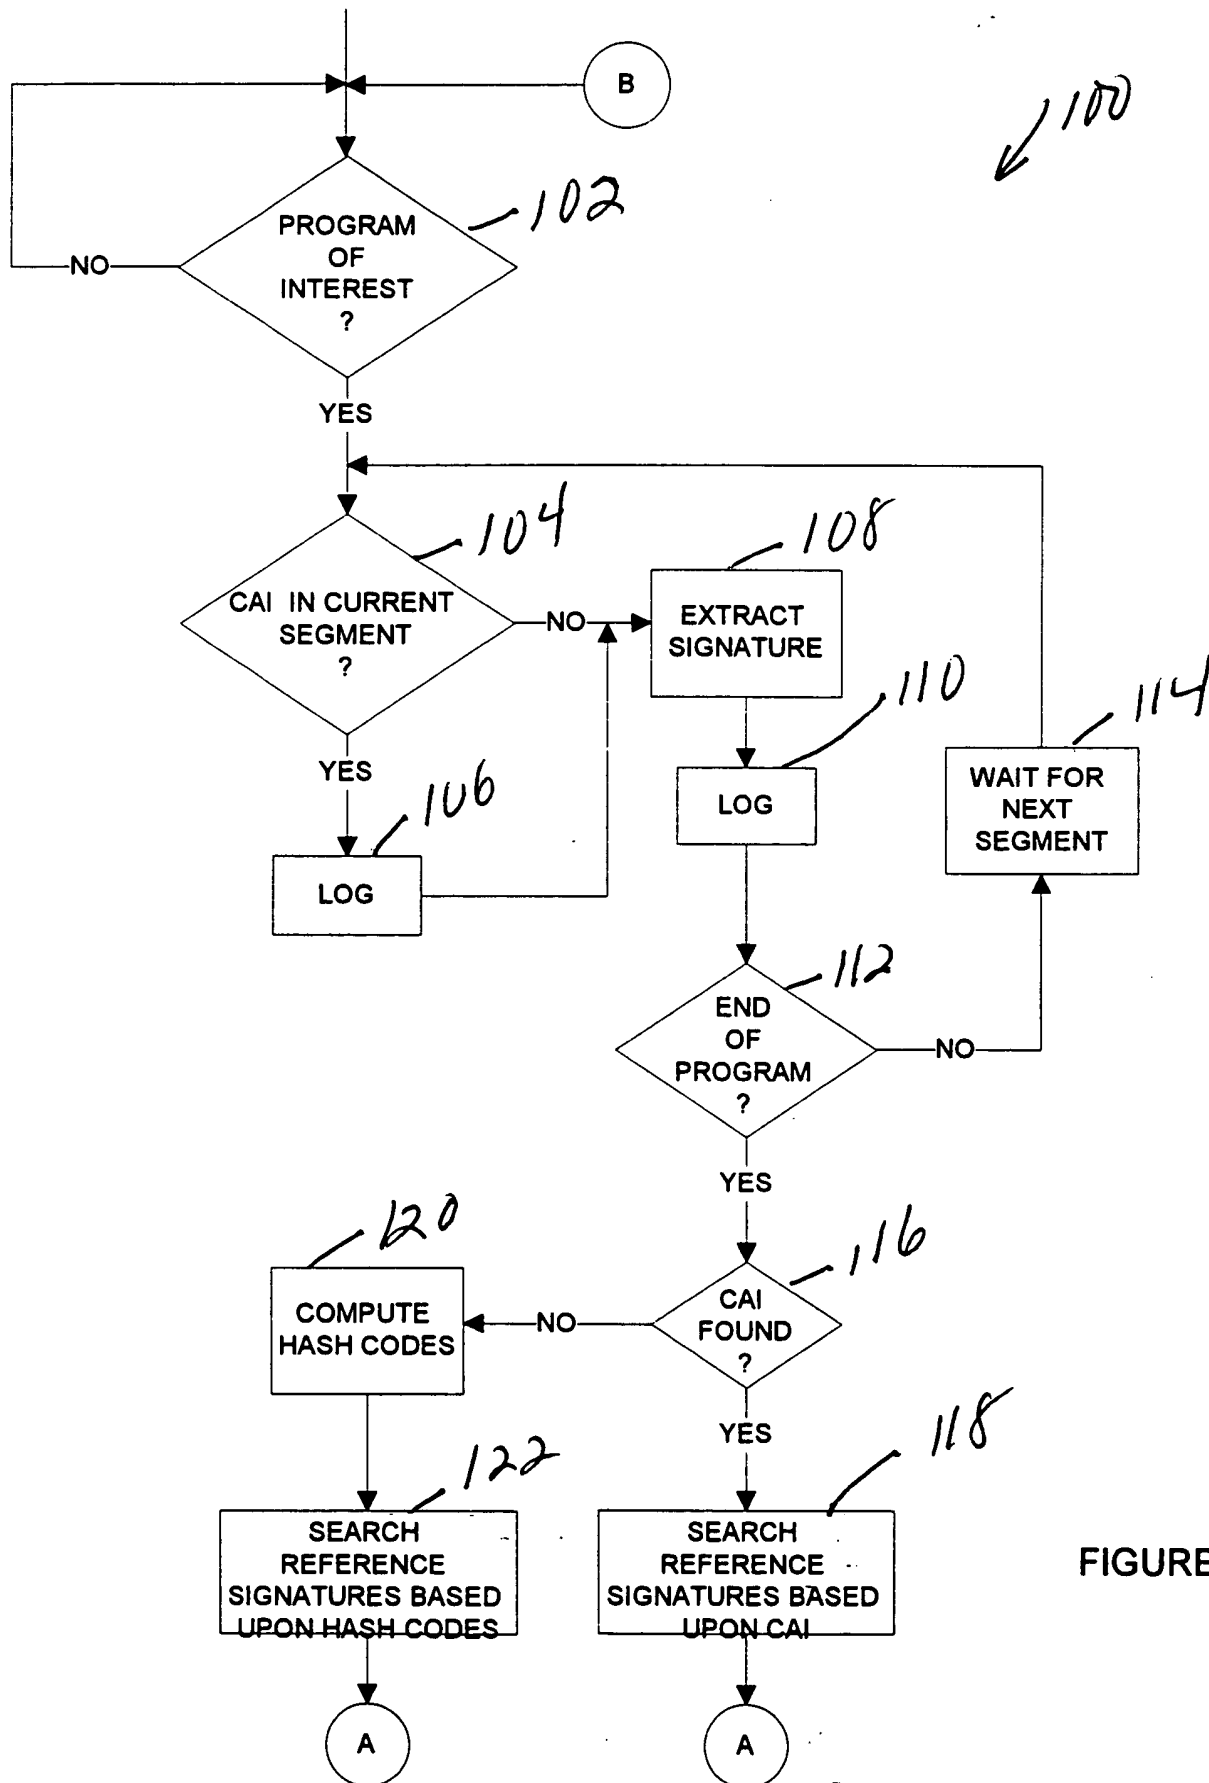 B
100
102
PROGRAM
OF
INTEREST
?
NO
YES
104
108
CAI IN CURRENT
SEGMENT
?
NO
EXTRACT
SIGNATURE
110
114
YES
106
LOG
LOG
WAIT FOR
NEXT
SEGMENT
112
END
OF
PROGRAM
?
NO
YES
120
116
COMPUTE
HASH CODES
NO
CAI
FOUND
?
YES
118
122
SEARCH
REFERENCE
SIGNATURES BASED
UPON HASH CODES
SEARCH
REFERENCE
SIGNATURES BASED
UPON CAI
FIGURE
A
A